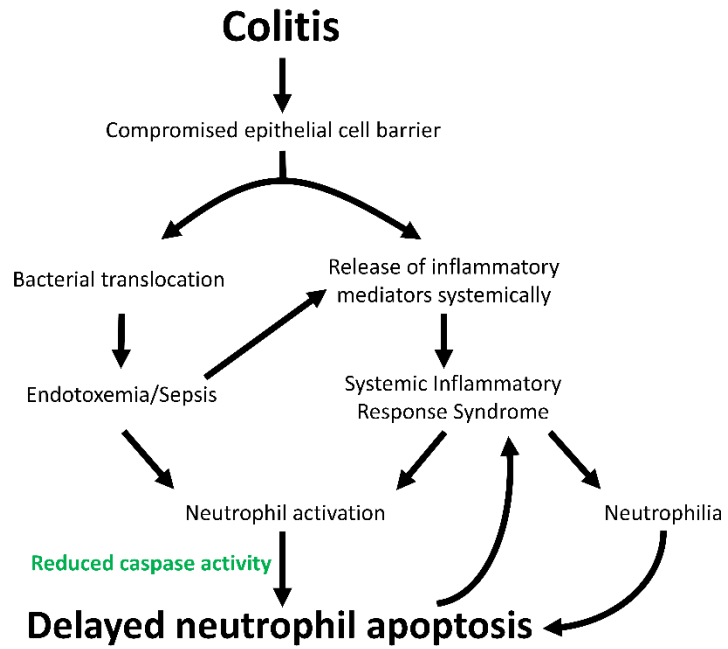 Colitis
Compromised epithelial cell barrier
Bacterial translocation
Release of inflammatory
mediators systemically
Endotoxemia/Sepsis
Systemic Inflammatory
Response Syndrome
Neutrophil activation
Neutrophilia
Reduced caspase activity
Delayed neutrophil apoptosis